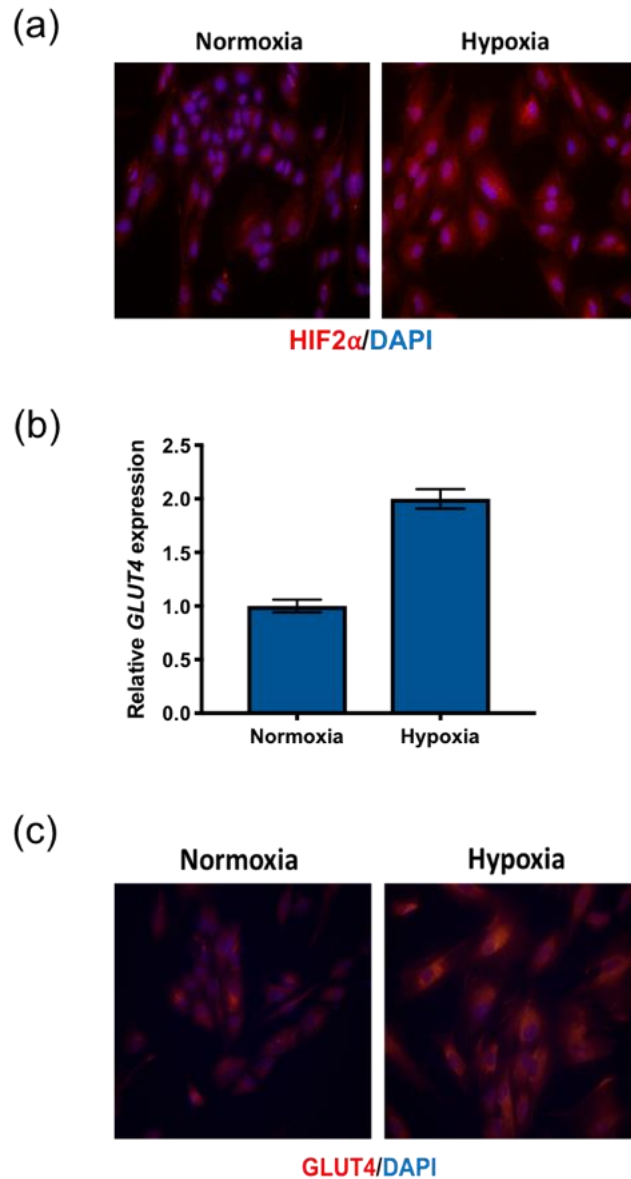 (a)
Normoxia Hypoxia
HIF2α/DAPI
(b)
Relative GLUT4 expression
2.5
2.0
1.5
1.0
0.5
0.0
Normoxia Hypoxia
(c)
Normoxia Hypoxia
GLUT4/DAPI